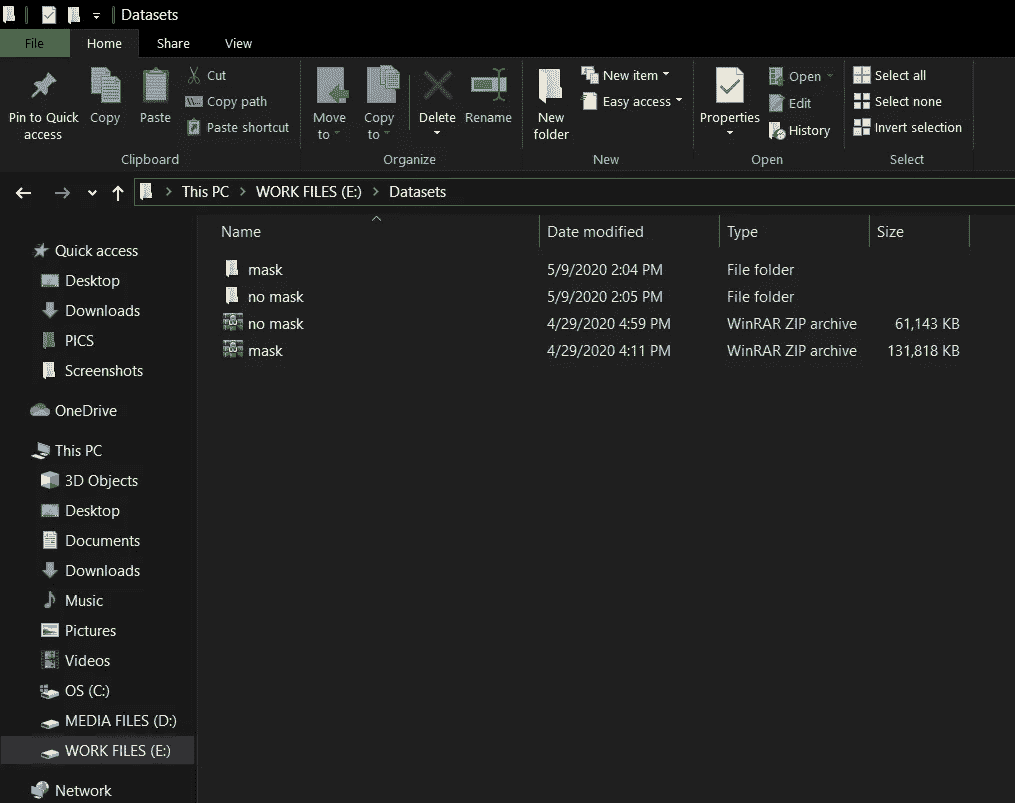 Datasets
File Home Share View
Pin to Quick access
Copy
Paste
Cut
Copy path
Paste shortcut
Clipboard
Move to
Copy to
Delete
Rename
Organize
New folder
New item
Easy access
New
Properties
Open
Edit
History
Open
Select all
Select none
Invert selection
Select
This PC > WORK FILES (E:) > Datasets
Name Date modified Type Size
mask 5/9/2020 2:04 PM File folder
no mask 5/9/2020 2:05 PM File folder
no mask 4/29/2020 4:59 PM WinRAR ZIP archive 61,143 KB
mask 4/29/2020 4:11 PM WinRAR ZIP archive 131,818 KB
Quick access
Desktop
Downloads
PICS
Screenshots
OneDrive
This PC
3D Objects
Desktop
Documents
Downloads
Music
Pictures
Videos
OS (C:)
MEDIA FILES (D:)
WORK FILES (E:)
Network